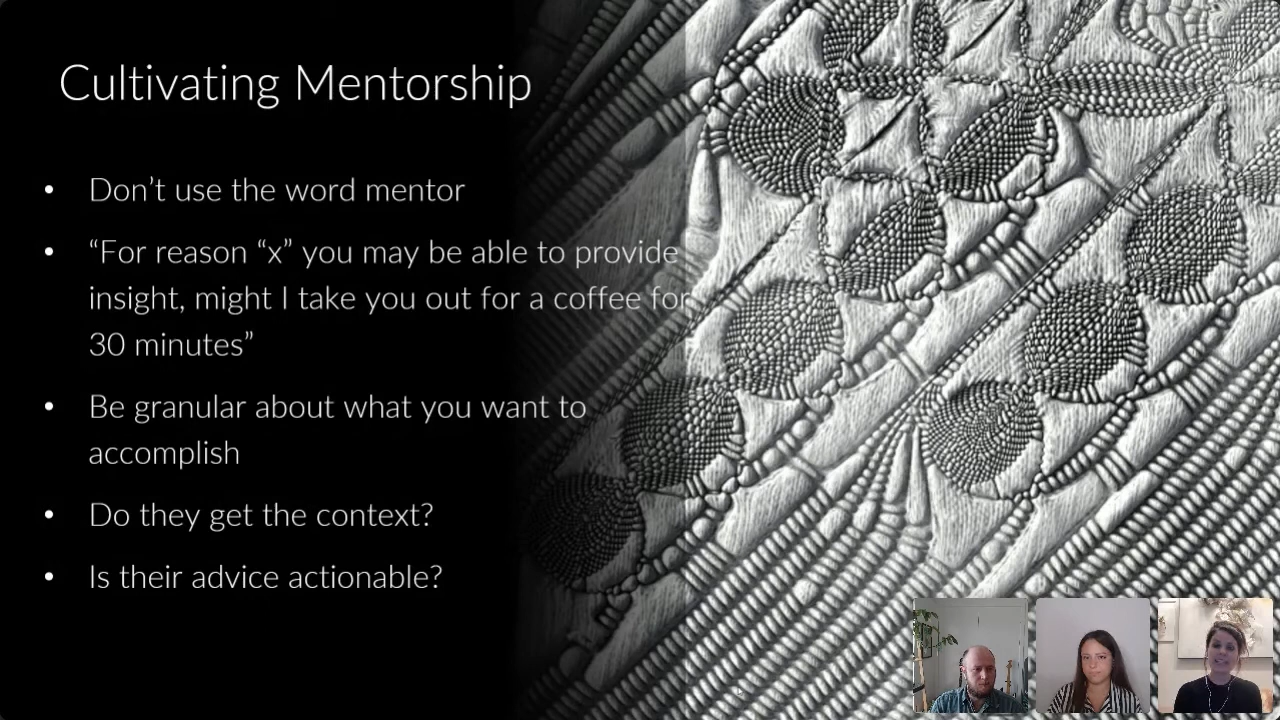 Cultivating Mentorship
• Don’t use the word mentor
• “For reason “x” you may be able to provide
insight, might I take you out for a coffee for
30 minutes”
• Be granular about what you want to
accomplish
• Do they get the context?
• Is their advice actionable?